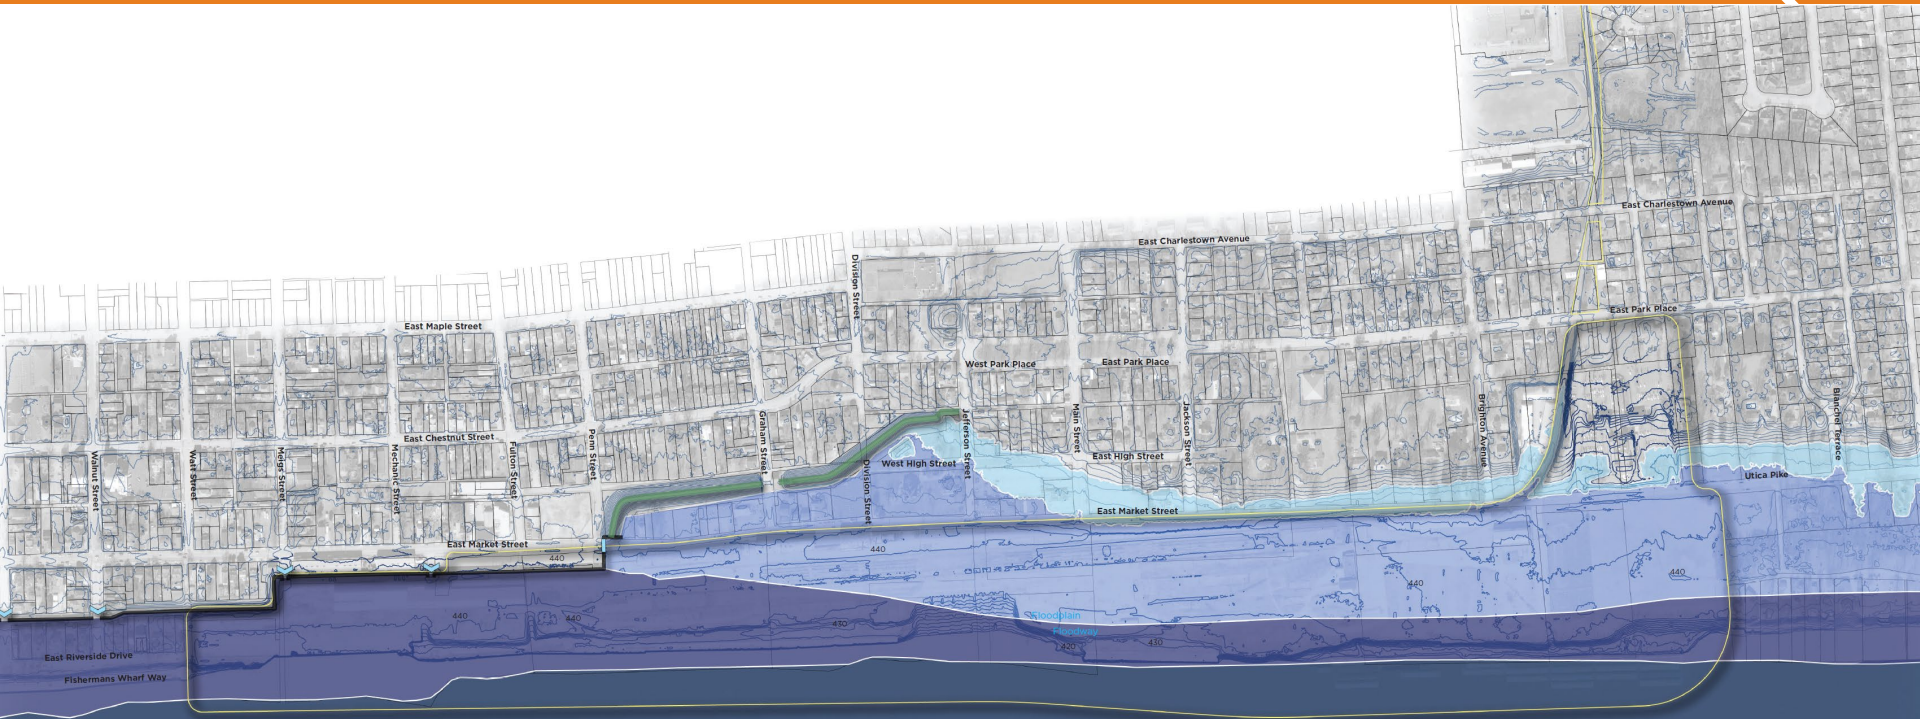 East Charlestown Avenue
East Charlestown Avenue
Division Street
East Park Place
East Maple Street
West Park Place
East Park Place
East Chestnut Street
Walnut Street
Watt Street
Meigs Street
Mechanic Street
Fulton Street
Penn Street
Graham Street
Division Street
Jefferson Street
Main Street
Jackson Street
Brighton Avenue
Blanchel Terrace
West High Street
East High Street
Utica Pike
East Market Street
East Market Street
440
440
440
440
440
440
430
Floodplain
Floodway
420
430
East Riverside Drive
Fishermans Wharf Way